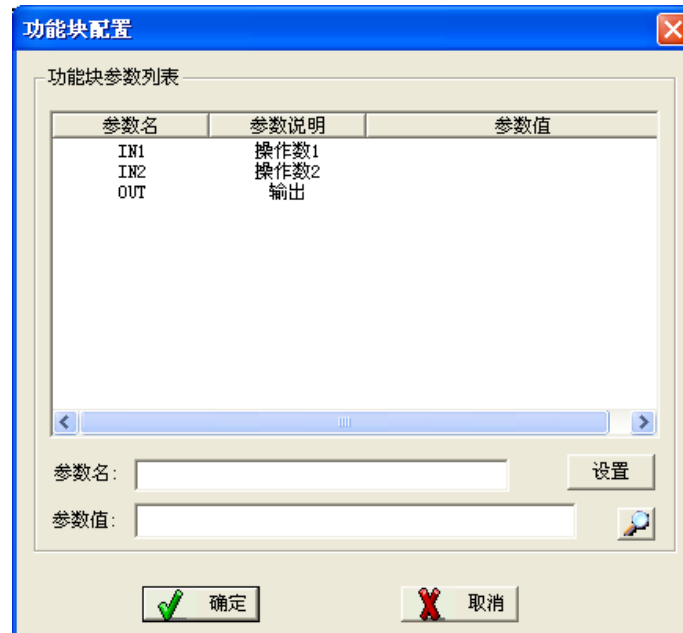 功能块配置
功能块参数列表
参数名 参数说明 参数值
IN1 操作数1
IN2 操作数2
OUT 输出
参数名:
设置
参数值:
确定 取消